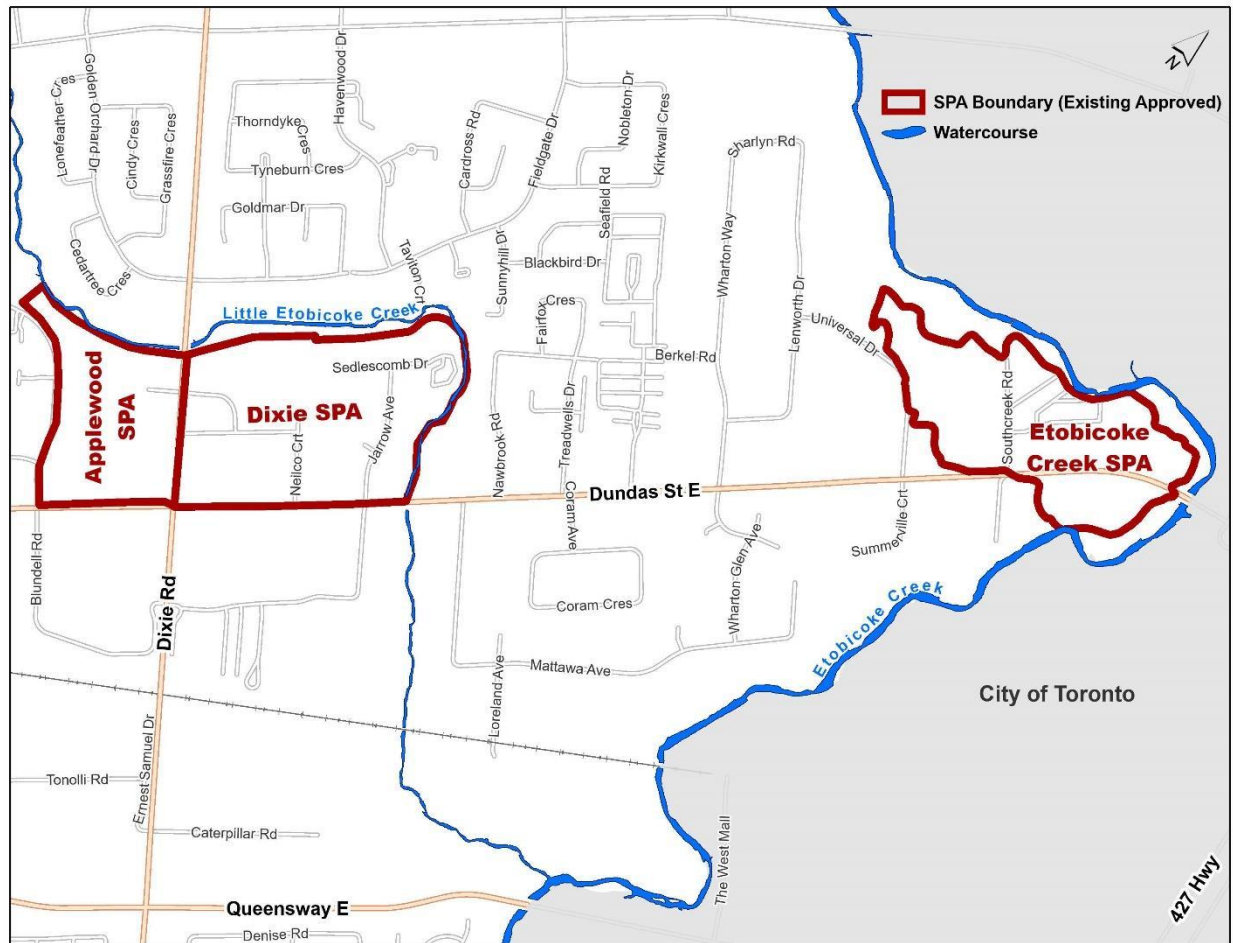 N
SPA Boundary (Existing Approved)
Watercourse
Lonefeather Cres
Golden Orchard Dr
Cindy Cres
Grassfire Cres
Cedartree Cres
Thorndyke
Cres
Tyneburn Cres
Goldmar Dr
Havenwood Dr
Cardross Rd
Fieldgate Dr
Nobleton Dr
Kirkwall Cres
Seafield Rd
Sharlyn Rd
Taviton Crt
Sunnyhill Dr
Blackbird Dr
Wharton Way
Lenworth Dr
Fairfox Cres
Universal Dr
Little Etobicoke Creek
Berkel Rd
Sedlescomb Dr
Applewood
SPA
Dixie SPA
Jarrow Ave
Neilco Crt
Nawbrook Rd
Treadwells Dr
Southcreek Rd
Etobicoke
Creek SPA
Dundas St E
Coram Ave
Summerville Crt
Blundell Rd
Dixie Rd
Coram Cres
Wharton Glen Ave
Etobicoke Creek
Mattawa Ave
Loreland Ave
City of Toronto
Tonolli Rd
Ernest Samuel Dr
Caterpillar Rd
The West Mall
427 Hwy
Queensway E
Denise Rd